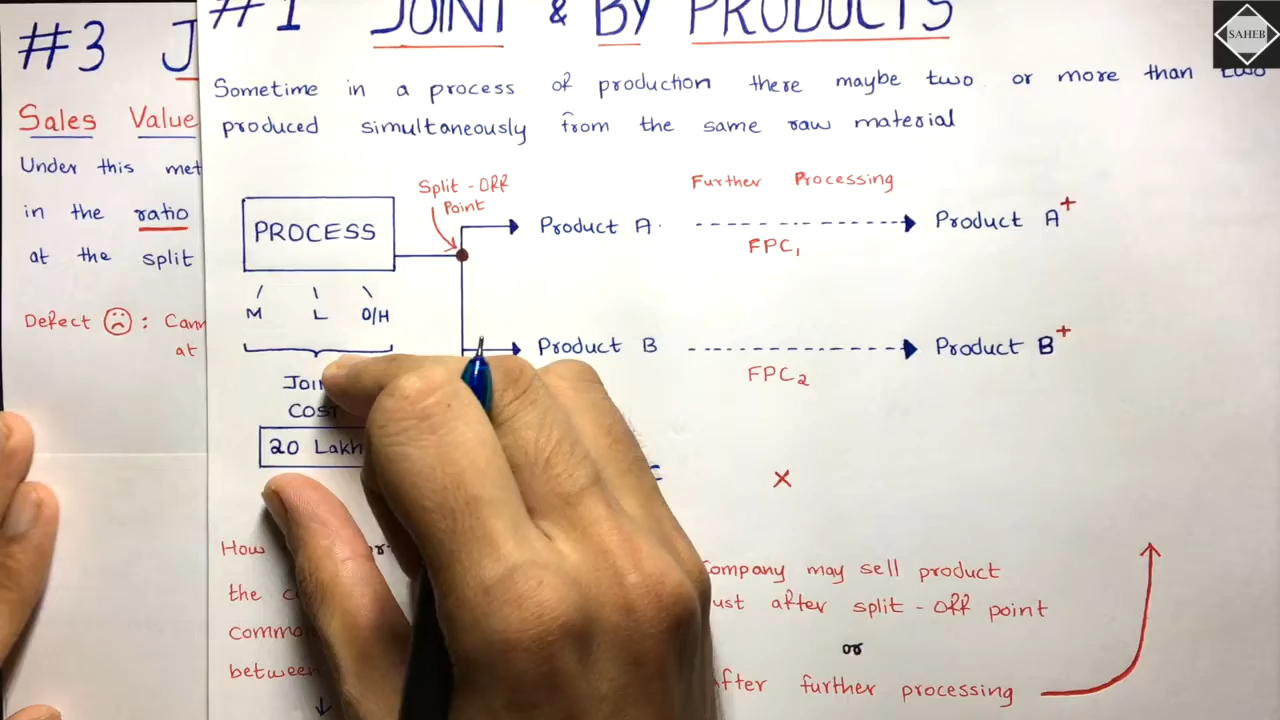 #3 J
Sales Value
Under this met
in the ratio
at the split
Defect : Cann
at
#1 JOINT & BY PRODUCTS
Sometime in a process of production there maybe two or more than two
produced simultaneously from the same raw material
PROCESS
M L O/H
JOIN
COST
20 Lakh
Split-Off
Point
Further Processing
Product A
FPC1
Product A+
Product B
FPC2
Product B+
X
How
the c
common
between
Company may sell product
ust after split-off point
or
After further processing
SAHEB